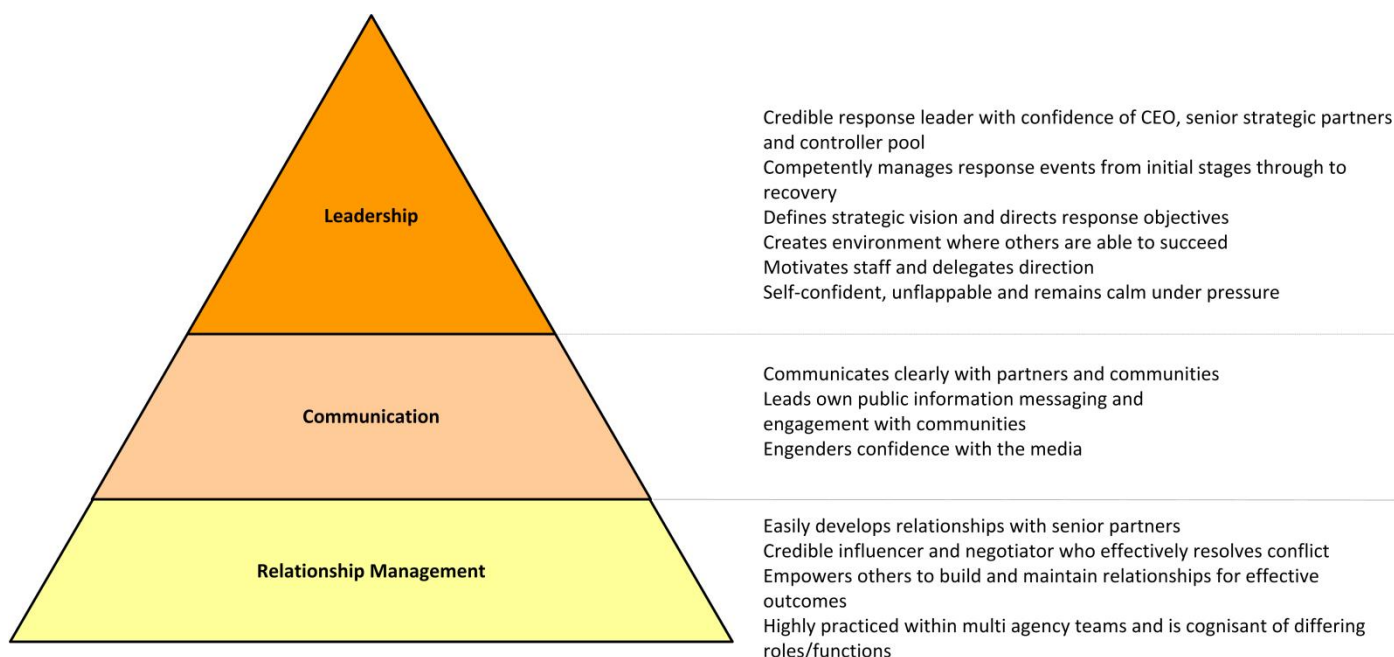 Leadership
Credible response leader with confidence of CEO, senior strategic partners
and controller pool
Competently manages response events from initial stages through to
recovery
Defines strategic vision and directs response objectives
Creates environment where others are able to succeed
Motivates staff and delegates direction
Self-confident, unflappable and remains calm under pressure
Communication
Communicates clearly with partners and communities
Leads own public information messaging and
engagement with communities
Engenders confidence with the media
Relationship Management
Easily develops relationships with senior partners
Credible influencer and negotiator who effectively resolves conflict
Empowers others to build and maintain relationships for effective
outcomes
Highly practiced within multi agency teams and is cognisant of differing
roles/functions